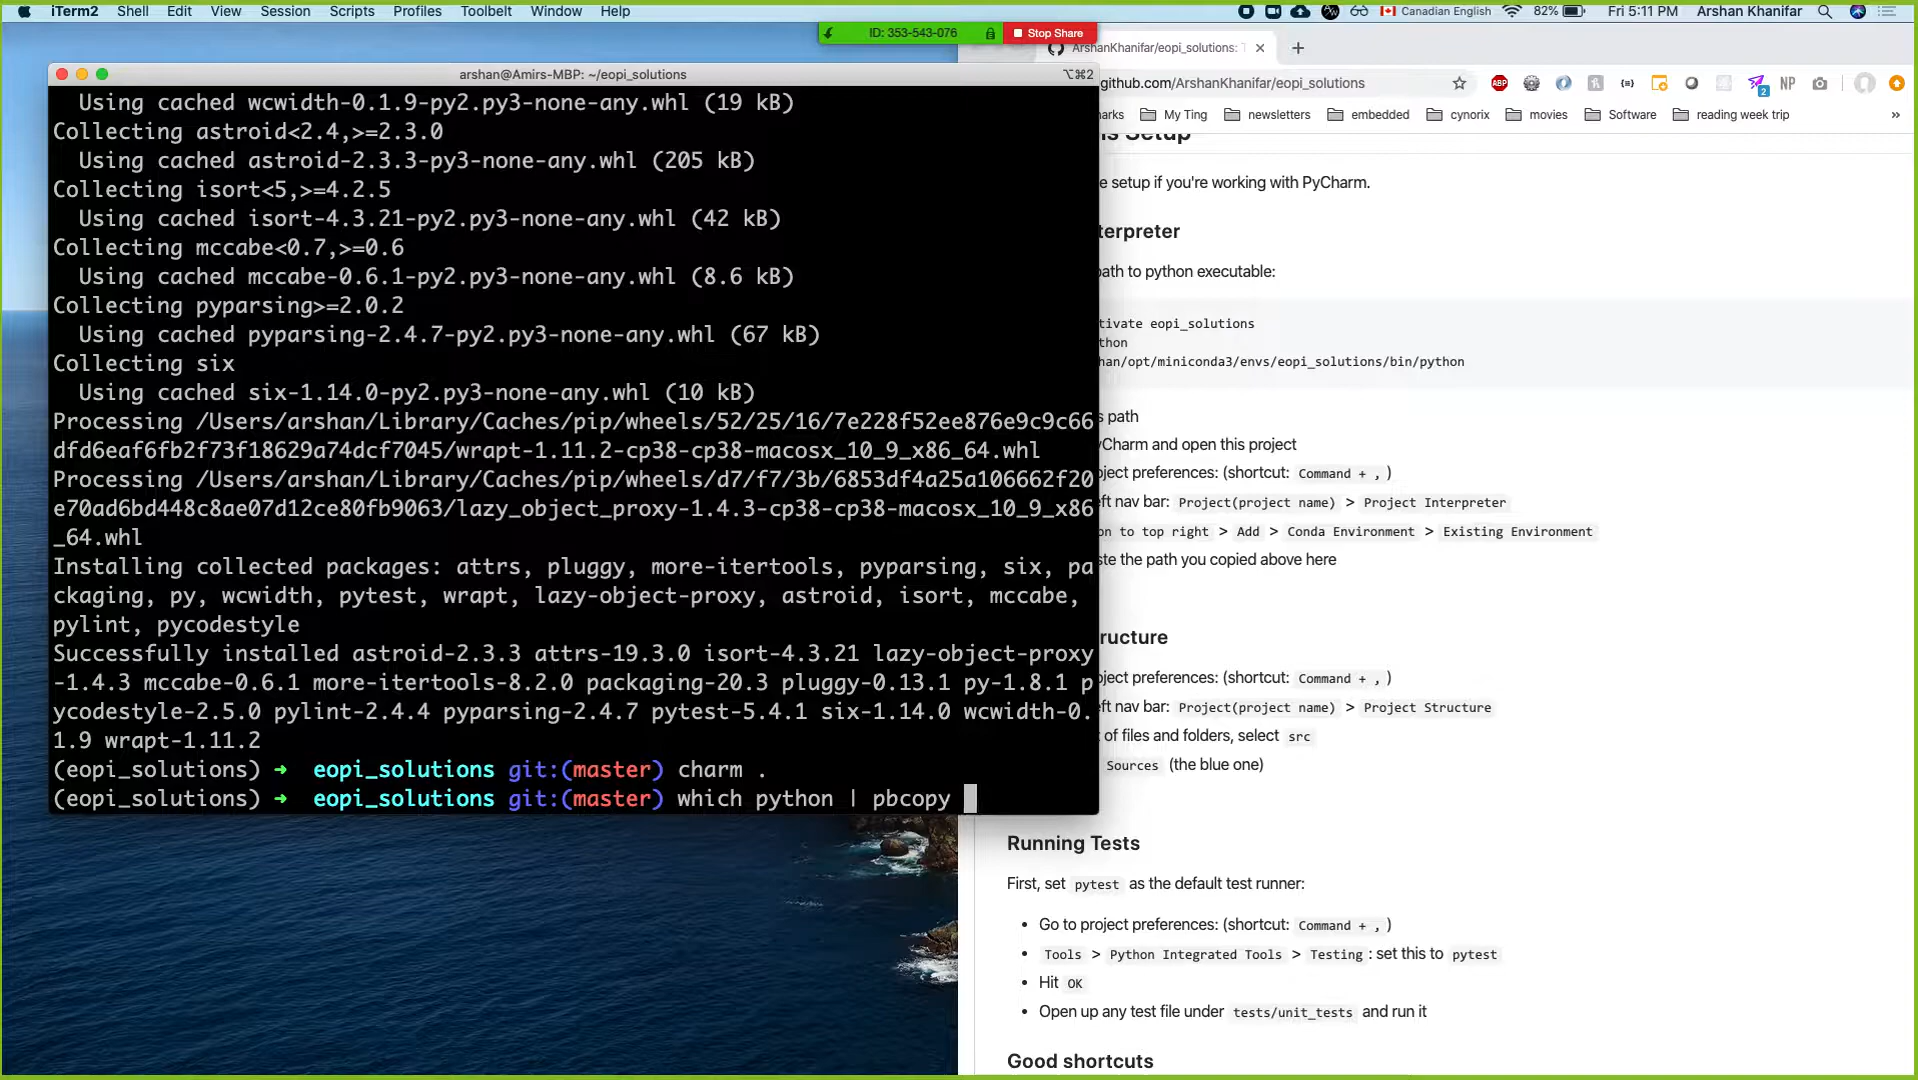 iTerm2 Shell Edit View Session Scripts Profiles Toolbelt Window Help
Canadian English 82% Fri 5:11 PM Arshan Khanifar
ID: 353-543-076 Stop Share
arshan@Amirs-MBP: ~/eopi_solutions ⌥⌘2
Using cached wcwidth-0.1.9-py2.py3-none-any.whl (19 kB)
Collecting astroid<2.4,>=2.3.0
Using cached astroid-2.3.3-py3-none-any.whl (205 kB)
Collecting isort<5,>=4.2.5
Using cached isort-4.3.21-py2.py3-none-any.whl (42 kB)
Collecting mccabe<0.7,>=0.6
Using cached mccabe-0.6.1-py2.py3-none-any.whl (8.6 kB)
Collecting pyparsing>=2.0.2
Using cached pyparsing-2.4.7-py2.py3-none-any.whl (67 kB)
Collecting six
Using cached six-1.14.0-py2.py3-none-any.whl (10 kB)
Processing /Users/arshan/Library/Caches/pip/wheels/52/25/16/7e228f52ee876e9c9c66
dfd6eaf6fb2f73f18629a74dcf7045/wrapt-1.11.2-cp38-cp38-macosx_10_9_x86_64.whl
Processing /Users/arshan/Library/Caches/pip/wheels/d7/f7/3b/6853df4a25a106662f20
e70ad6bd448c8ae07d12ce80fb9063/lazy_object_proxy-1.4.3-cp38-cp38-macosx_10_9_x86
_64.whl
Installing collected packages: attrs, pluggy, more-itertools, pyparsing, six, pa
ckaging, py, wcwidth, pytest, wrapt, lazy-object-proxy, astroid, isort, mccabe,
pylint, pycodestyle
Successfully installed astroid-2.3.3 attrs-19.3.0 isort-4.3.21 lazy-object-proxy
-1.4.3 mccabe-0.6.1 more-itertools-8.2.0 packaging-20.3 pluggy-0.13.1 py-1.8.1 p
ycodestyle-2.5.0 pylint-2.4.4 pyparsing-2.4.7 pytest-5.4.1 six-1.14.0 wcwidth-0.
1.9 wrapt-1.11.2
(eopi_solutions) ➜ eopi_solutions git:(master) charm .
(eopi_solutions) ➜ eopi_solutions git:(master) which python | pbcopy
ArshanKhanifar/eopi_solutions: T
github.com/ArshanKhanifar/eopi_solutions
ABP NP 2
marks My Ting newsletters embedded cynorix movies Software reading week trip »
ns Setup
e setup if you're working with PyCharm.
terpreter
path to python executable:
tivate eopi_solutions
thon
han/opt/miniconda3/envs/eopi_solutions/bin/python
s path
yCharm and open this project
oject preferences: (shortcut: Command + , )
eft nav bar: Project(project name) > Project Interpreter
on to top right > Add > Conda Environment > Existing Environment
ste the path you copied above here
ructure
oject preferences: (shortcut: Command + , )
eft nav bar: Project(project name) > Project Structure
t of files and folders, select src
Sources (the blue one)
Running Tests
First, set pytest as the default test runner:
• Go to project preferences: (shortcut: Command + , )
• Tools > Python Integrated Tools > Testing : set this to pytest
• Hit OK
• Open up any test file under tests/unit_tests and run it
Good shortcuts